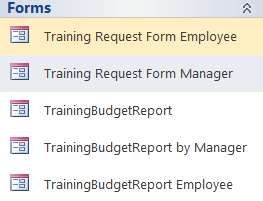 Forms
Training Request Form Employee
Training Request Form Manager
TrainingBudgetReport
TrainingBudgetReport by Manager
TrainingBudgetReport Employee